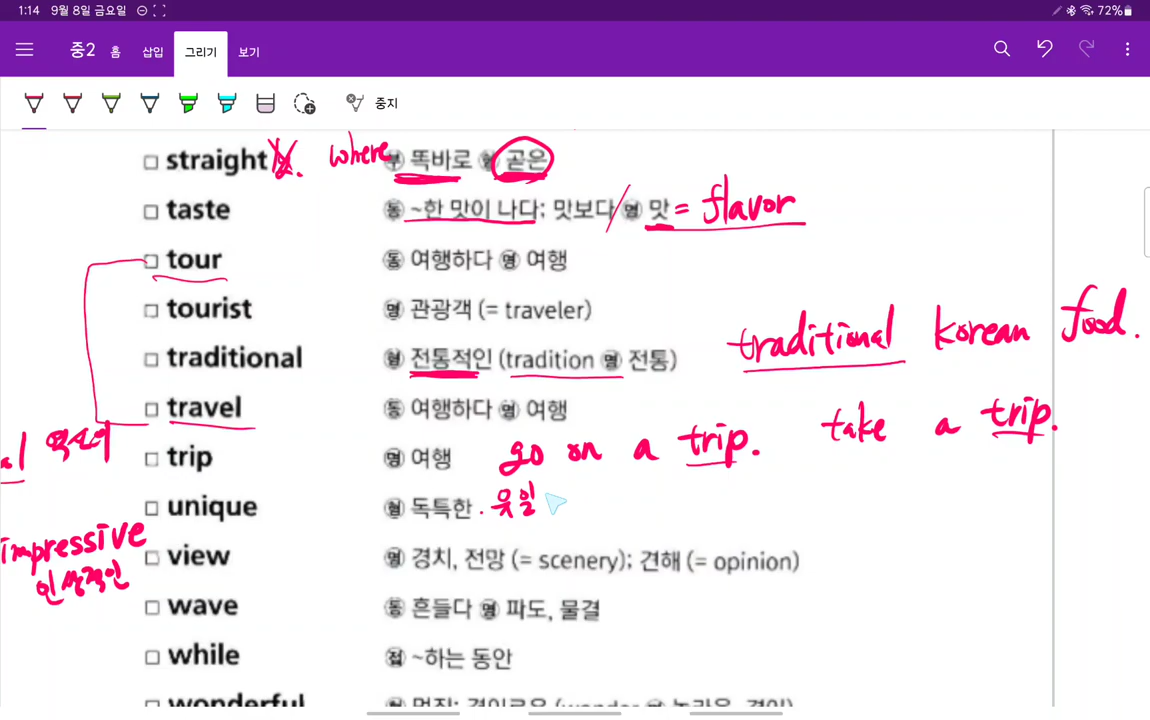 1:14 9월 8일 금요일 72%
중2 홈 삽입 그리기 보기
중지
straight where 부 똑바로 형 곧은
taste 동 ~한 맛이 나다; 맛보다 / 명 맛 = flavor
tour 동 여행하다 명 여행
tourist 명 관광객 (= traveler)
traditional 형 전통적인 (tradition 명 전통) traditional korean food.
travel 동 여행하다 명 여행
trip 명 여행 go on a trip. take a trip.
unique 형 독특한. 유일
impressive
인상적인
view 명 경치, 전망 (= scenery); 견해 (= opinion)
wave 동 흔들다 명 파도, 물결
while 접 ~하는 동안
wonderful